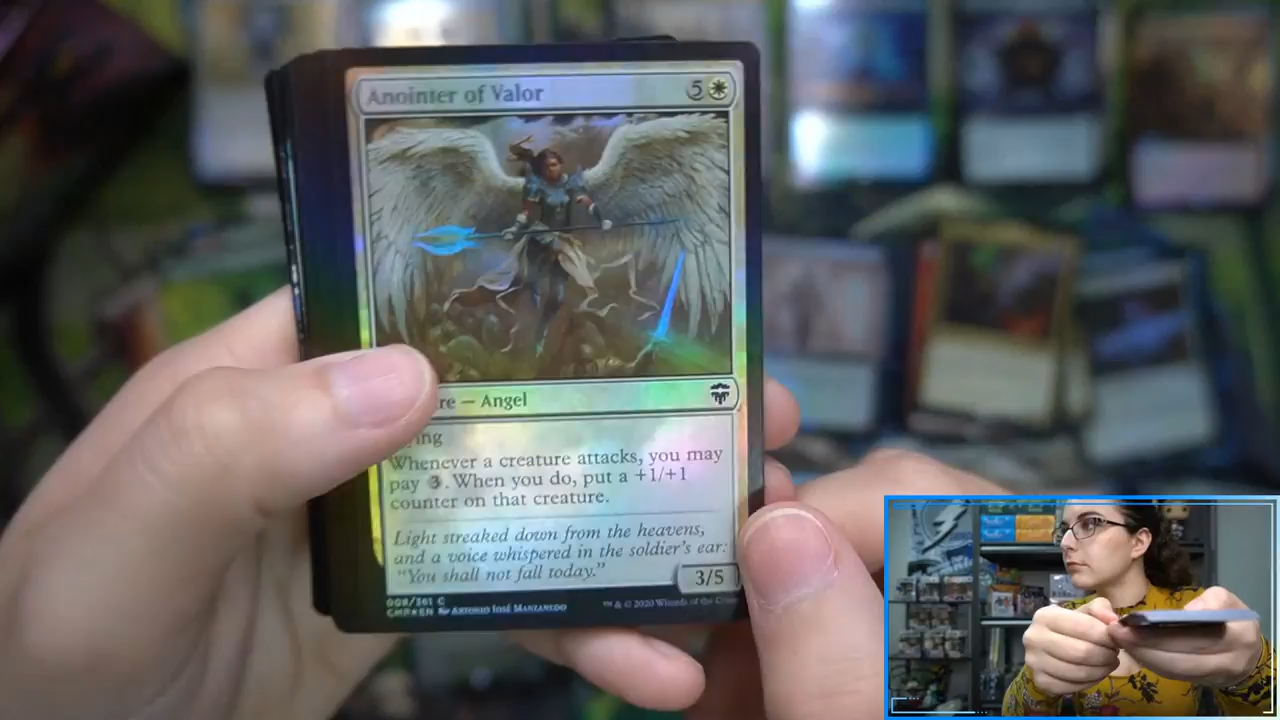 Anointer of Valor 5
re — Angel
ying
Whenever a creature attacks, you may
pay 3. When you do, put a +1/+1
counter on that creature.
Light streaked down from the heavens,
and a voice whispered in the soldier's ear:
"You shall not fall today."
3/5
008/361 C
CMR • EN Antonio José Manzanedo
™ & © 2020 Wizards of the Coast